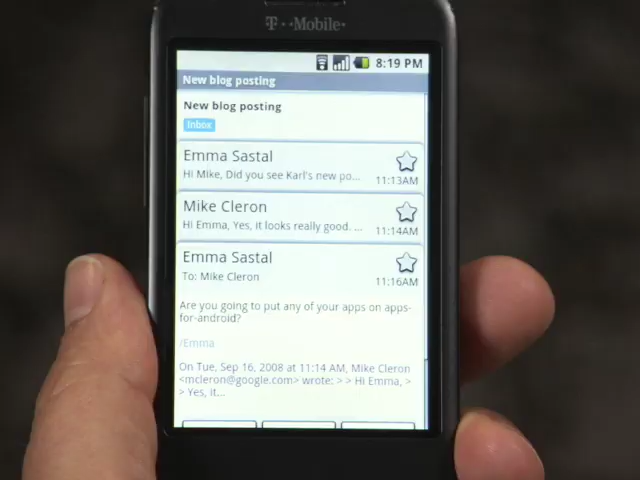 T··Mobile·
8:19 PM
New blog posting
New blog posting
Inbox
Emma Sastal
Hi Mike, Did you see Karl's new po...
11:13AM
Mike Cleron
Hi Emma, Yes, it looks really good. ...
11:14AM
Emma Sastal
To: Mike Cleron
11:16AM
Are you going to put any of your apps on apps-
for-android?
/Emma
On Tue, Sep 16, 2008 at 11:14 AM, Mike Cleron
<mcleron@google.com> wrote: > > Hi Emma, >
> Yes, it...